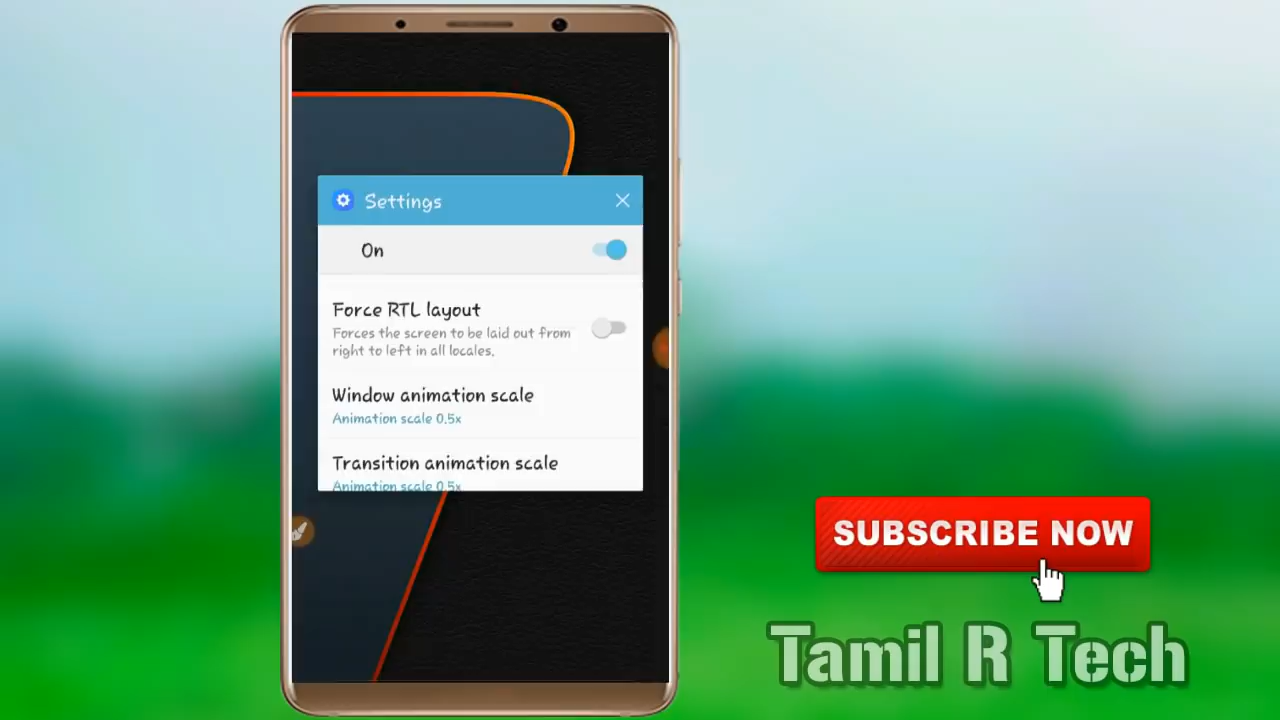 Settings
On
Force RTL layout
Forces the screen to be laid out from
right to left in all locales.
Window animation scale
Animation scale 0.5x
Transition animation scale
Animation scale 0.5x
SUBSCRIBE NOW
Tamil R Tech